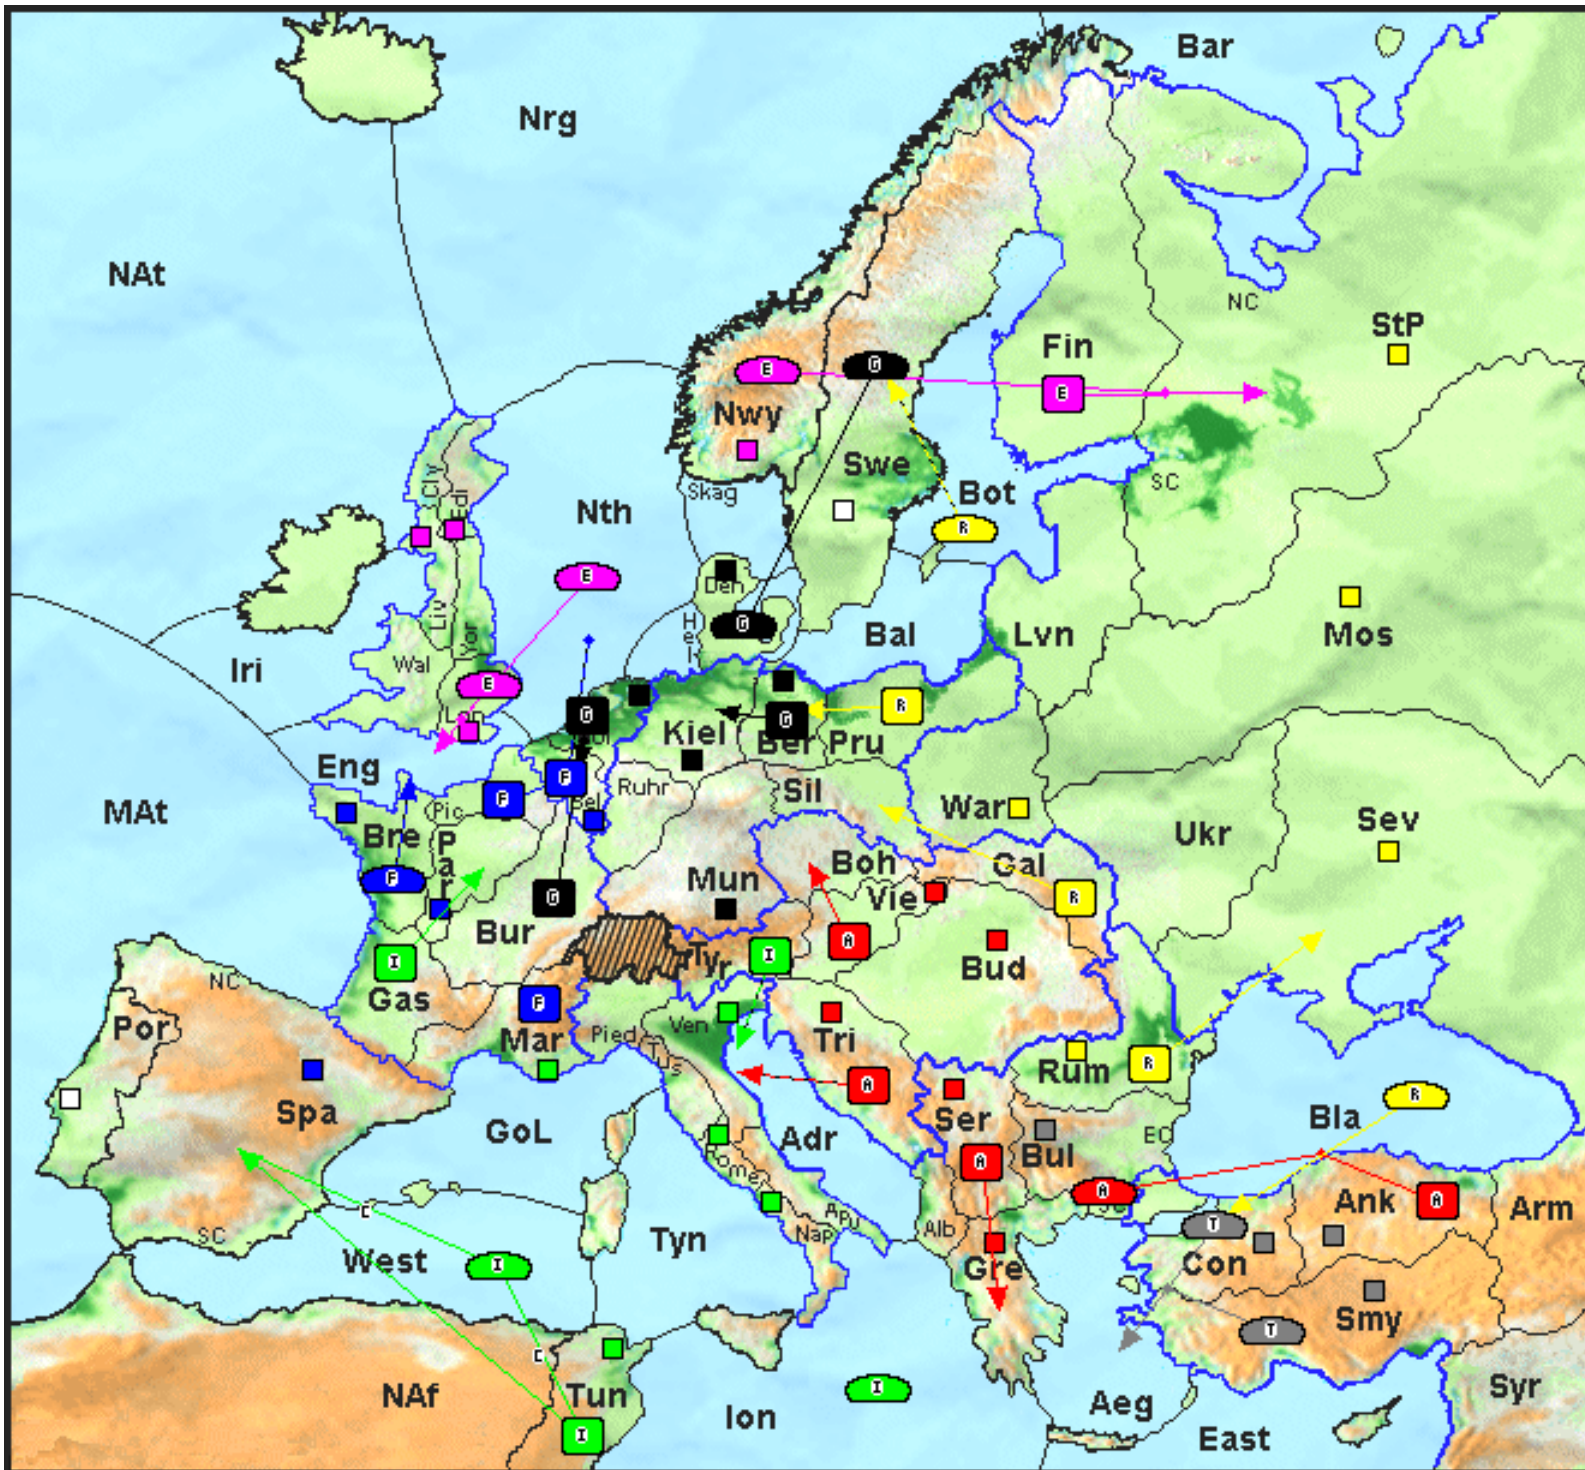 Bar
Nrg
NAt
NC
StP
Fin
E
G
E
Nwy
Swe
Cly
Edi
Skag
Bot
SC
Nth
R
E
Den
G
Hel
Liv
Yor
Bal
Lvn
Mos
Iri
Wal
E
Lon
G
G
R
Kiel
Ber
Pru
Eng
F
F
Ruhr
Sil
MAt
Pic
Bel
War
Ukr
Sev
Bre
Par
Boh
Gal
F
G
Mun
Vie
R
Bur
Tyr
I
A
Bud
I
Gas
NC
F
Por
Mar
Pied
Ven
Tri
Tus
Rum
R
A
Ser
R
Spa
GoL
Adr
Bul
EC
Bla
Rome
A
A
A
Ank
Arm
C
Apu
Nap
Alb
T
SC
West
Tyn
Gre
Con
I
Smy
T
C
NAf
Tun
I
Ion
Aeg
Syr
I
East